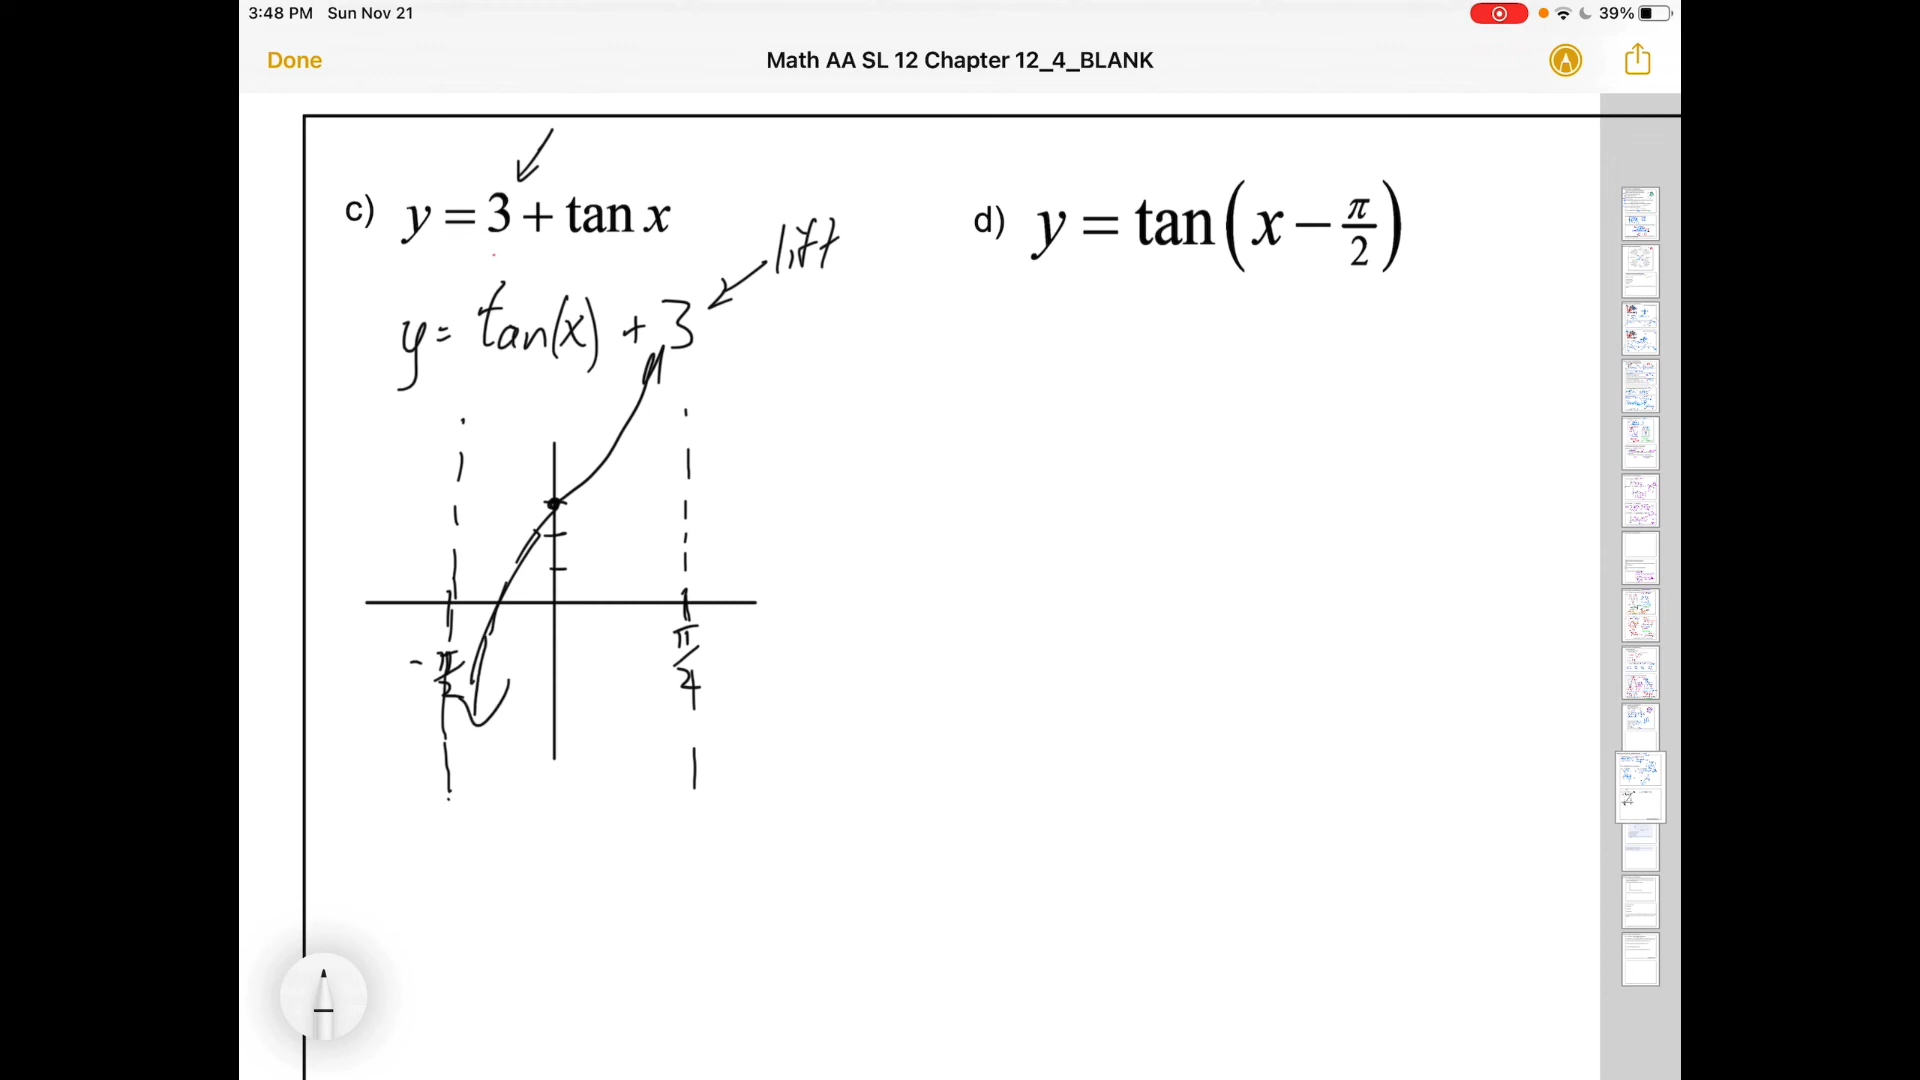 3:48 PM Sun Nov 21
39%
Done
Math AA SL 12 Chapter 12_4_BLANK
c) y = 3 + tan x
d) y = tan(x − π/2)
lift
y = tan(x) + 3
- π/2
π/4